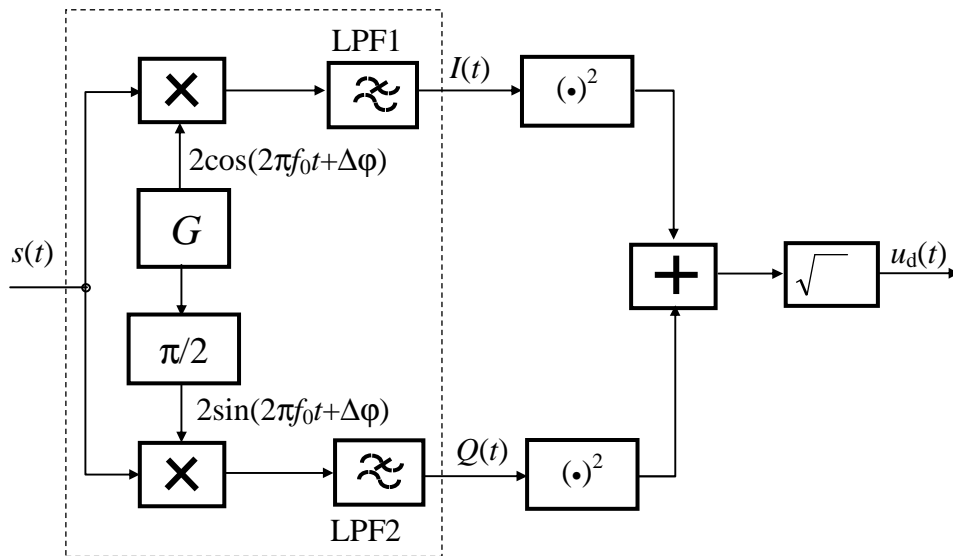 LPF1
I(t)
(•)²
2cos(2πf₀t+Δφ)
G
s(t)
u_d(t)
+
√
π/2
2sin(2πf₀t+Δφ)
Q(t)
(•)²
LPF2